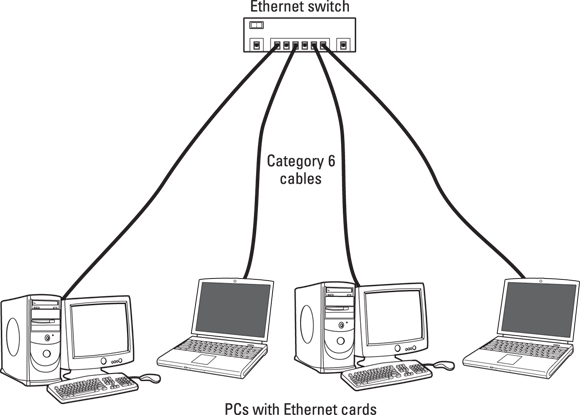 Ethernet switch
Category 6
cables
PCs with Ethernet cards